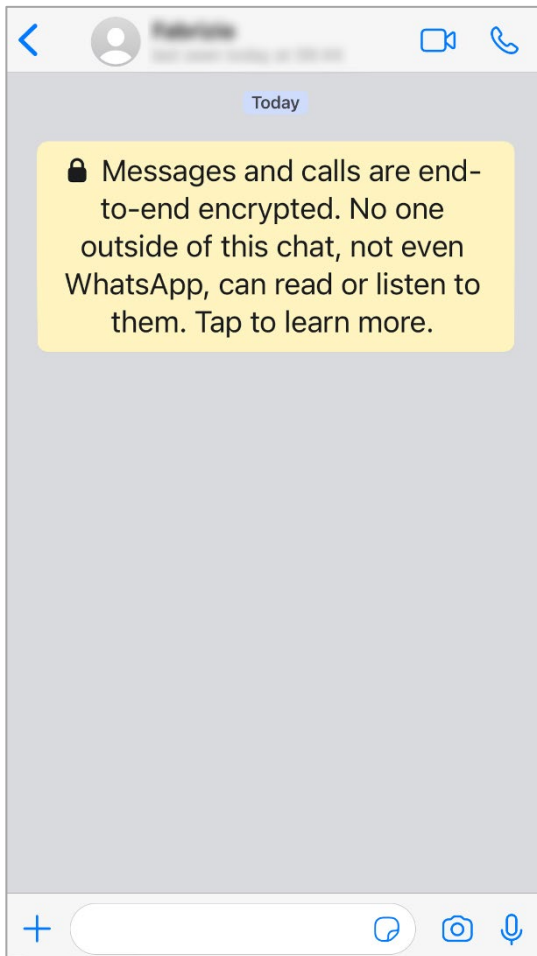 Today
Messages and calls are end-
to-end encrypted. No one
outside of this chat, not even
WhatsApp, can read or listen to
them. Tap to learn more.